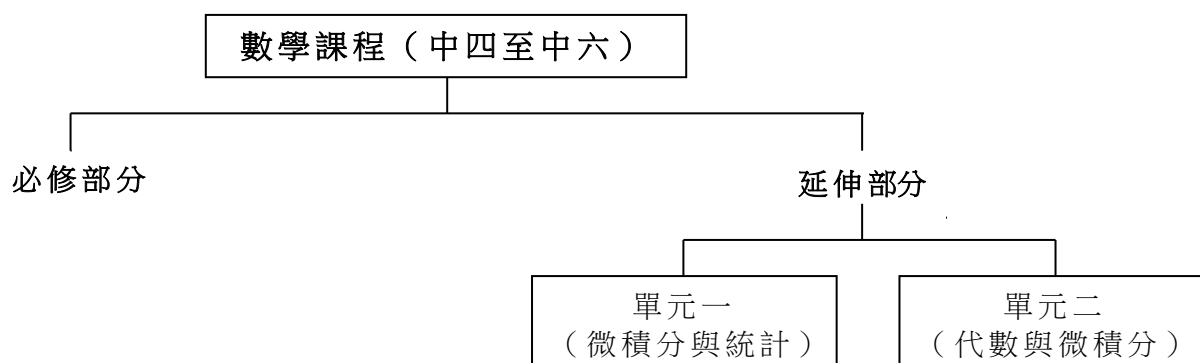 數學課程（中四至中六）
必修部分
延伸部分
單元一
（微積分與統計）
單元二
（代數與微積分）